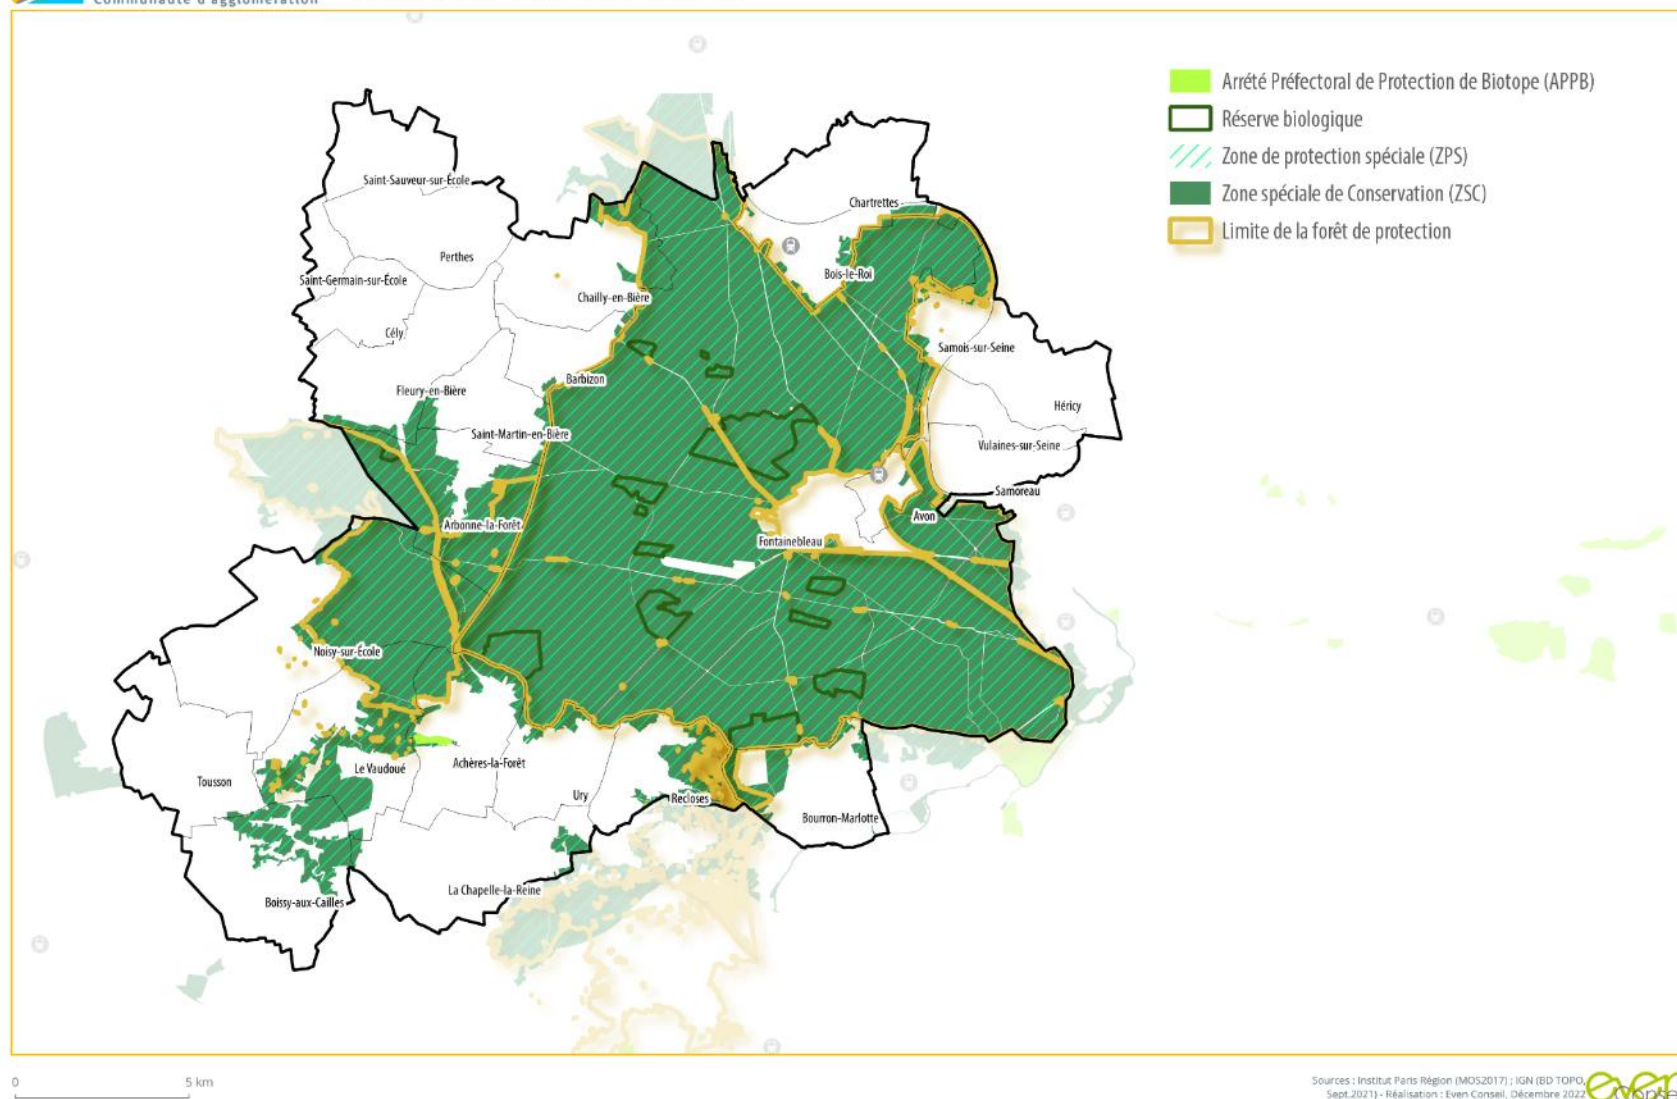 Communauté d'agglomération
Arrété Préfectoral de Protection de Biotope (APPB)
Réserve biologique
Zone de protection spéciale (ZPS)
Zone spéciale de Conservation (ZSC)
Limite de la forêt de protection
Saint-Sauveur-sur-École
Chartrettes
Perthes
Bois-le-Roi
Saint-Germain-sur-École
Chailly-en-Bière
Cély
Samois-sur-Seine
Barbizon
Fleury-en-Bière
Héricy
Saint-Martin-en-Bière
Vulaines-sur-Seine
Samoreau
Avon
Arbonne-la-Forêt
Fontainebleau
Noisy-sur-École
Le Vaudoué
Achères-la-Forêt
Tousson
Ury
Recloses
Bourron-Marlotte
La Chapelle-la-Reine
Boissy-aux-Cailles
0 5 km
Sources : Institut Paris Région (MOS2017) ; IGN (BD TOPO,
Sept.2021) - Réalisation : Even Conseil, Décembre 2022
even
Conse